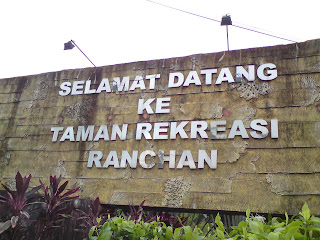 SELAMAT DATANG
KE
TAMAN REKREASI
RANCHAN